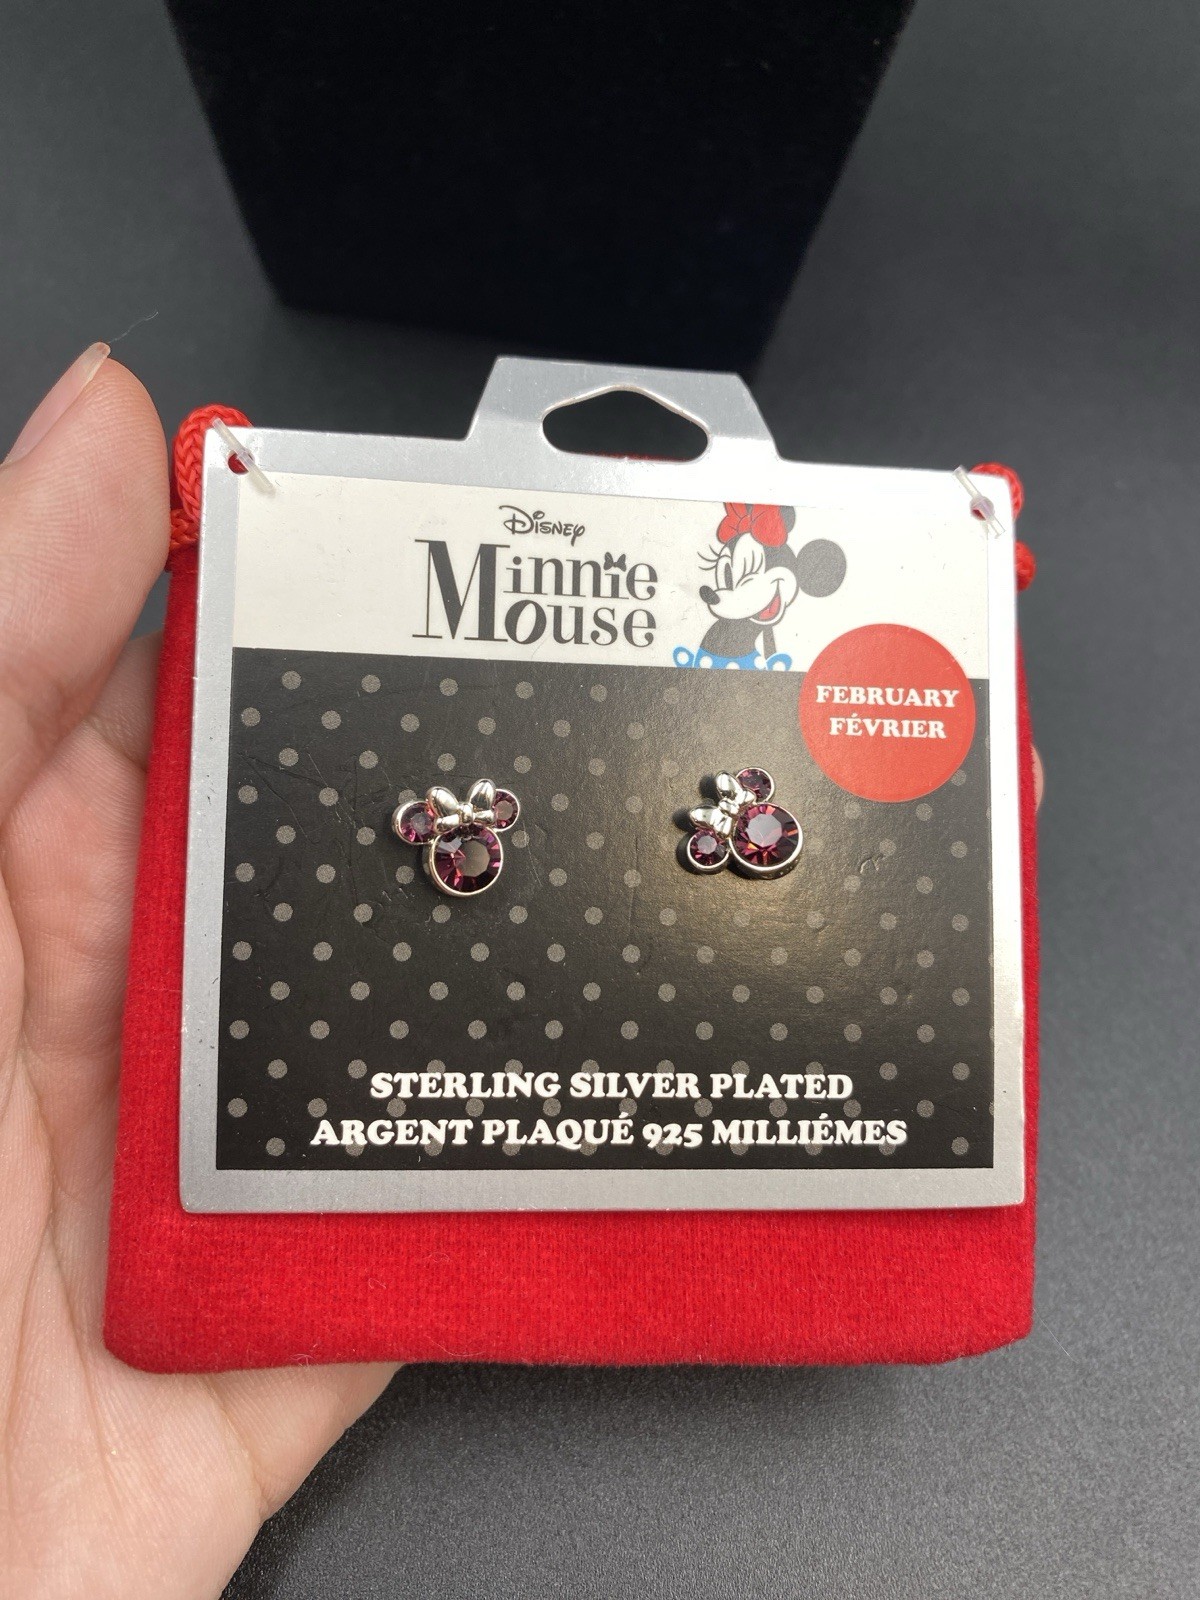 Disney
Minnie
Mouse
FEBRUARY
FÉVRIER
STERLING SILVER PLATED
ARGENT PLAQUÉ 925 MILLIÉMES